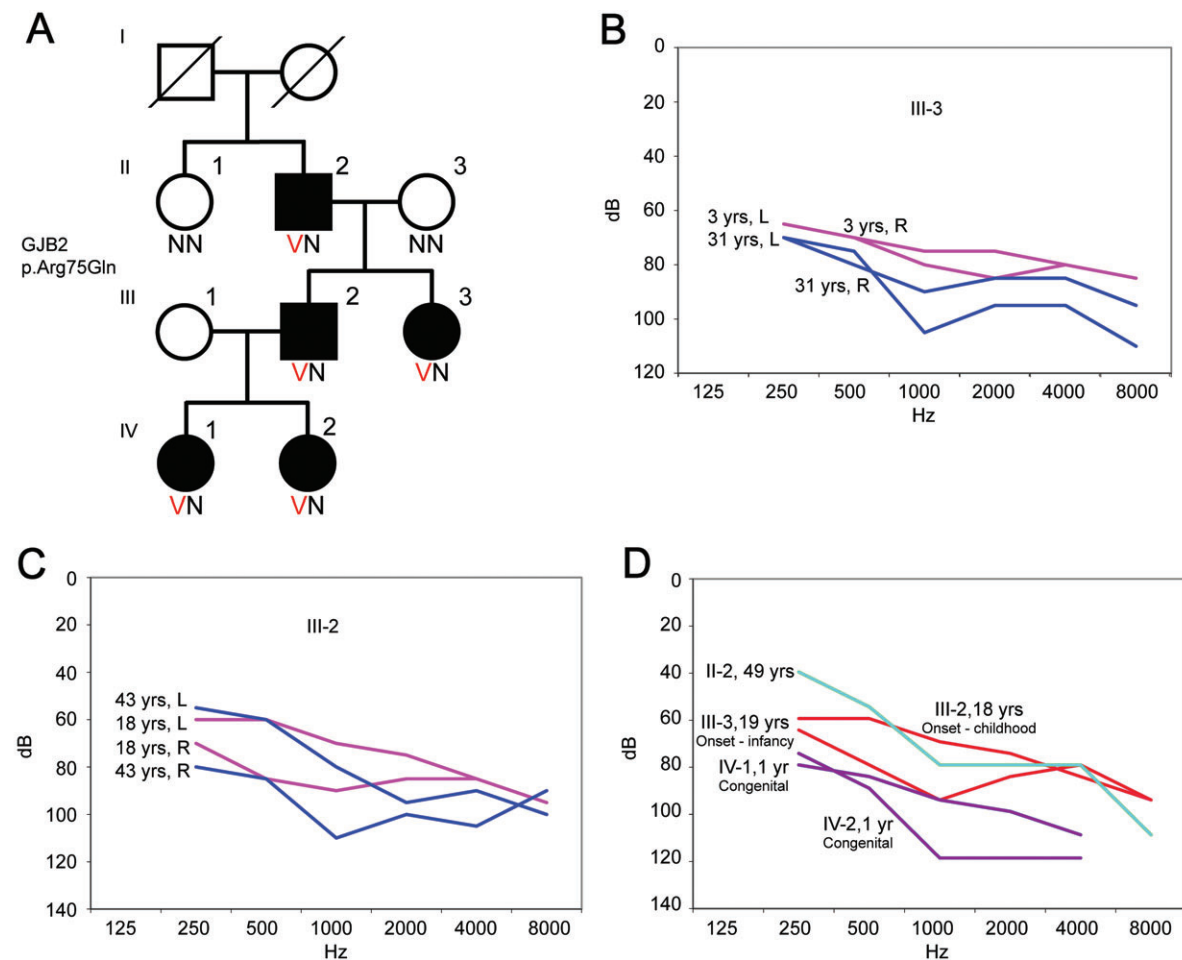 A
I
1
2
3
II
NN
VN
NN
GJB2
p.Arg75Gln
1
2
3
III
VN
VN
1
2
IV
VN
VN
B
0
20
40
60
80
100
120
dB
III-3
3 yrs, L
3 yrs, R
31 yrs, L
31 yrs, R
125 250 500 1000 2000 4000 8000
Hz
C
0
20
40
60
80
100
120
140
dB
III-2
43 yrs, L
18 yrs, L
18 yrs, R
43 yrs, R
125 250 500 1000 2000 4000 8000
Hz
D
0
20
40
60
80
100
120
140
dB
II-2, 49 yrs
III-2,18 yrs
Onset - childhood
III-3,19 yrs
Onset - infancy
IV-1,1 yr
Congenital
IV-2,1 yr
Congenital
125 250 500 1000 2000 4000 8000
Hz